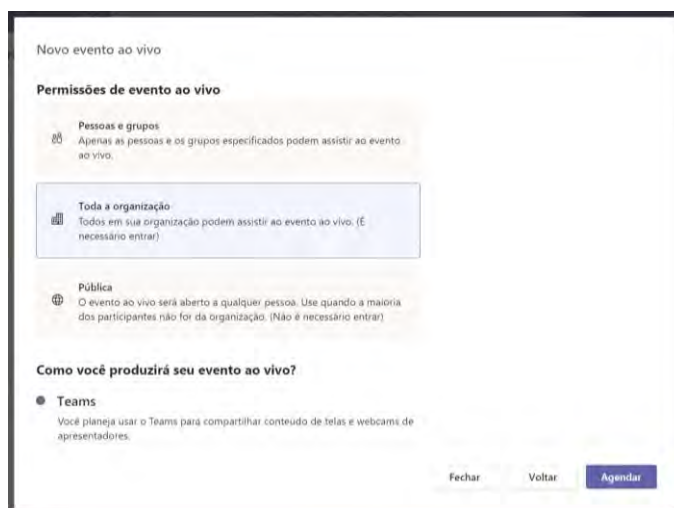 Novo evento ao vivo
Permissões de evento ao vivo
Pessoas e grupos
Apenas as pessoas e os grupos especificados podem assistir ao evento
ao vivo.
Toda a organização
Todos em sua organização podem assistir ao evento ao vivo. (É
necessário entrar)
Pública
O evento ao vivo será aberto a qualquer pessoa. Use quando a maioria
dos participantes não for da organização. (Não é necessário entrar)
Como você produzirá seu evento ao vivo?
Teams
Você planeja usar o Teams para compartilhar conteúdo de telas e webcams de
apresentadores.
Fechar Voltar Agendar